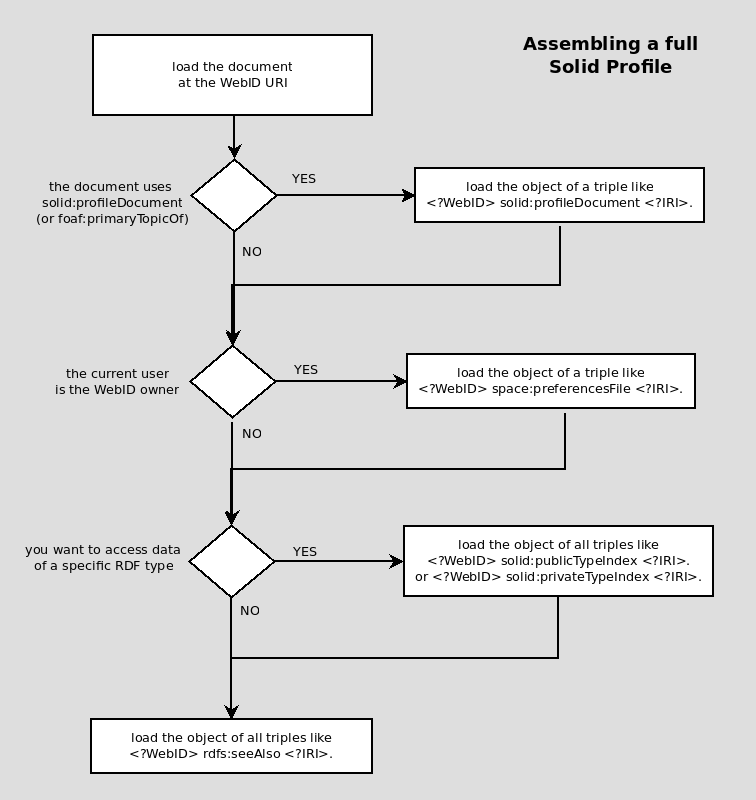 Assembling a full
Solid Profile
load the document
at the WebID URI
the document uses
solid:profileDocument
(or foaf:primaryTopicOf)
YES
load the object of a triple like
<?WebID> solid:profileDocument <?IRI>.
NO
the current user
is the WebID owner
YES
load the object of a triple like
<?WebID> space:preferencesFile <?IRI>.
NO
you want to access data
of a specific RDF type
YES
load the object of all triples like
<?WebID> solid:publicTypeIndex <?IRI>.
or <?WebID> solid:privateTypeIndex <?IRI>.
NO
load the object of all triples like
<?WebID> rdfs:seeAlso <?IRI>.